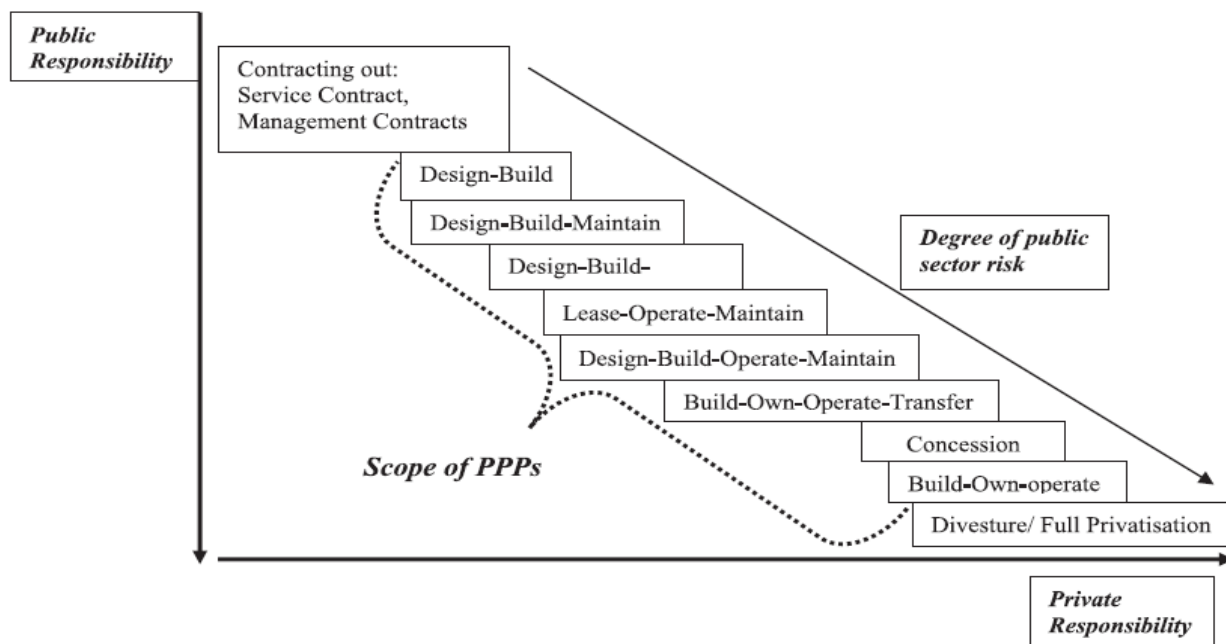 Public
Responsibility
Contracting out:
Service Contract,
Management Contracts
Design-Build
Design-Build-Maintain
Degree of public
sector risk
Design-Build-
Lease-Operate-Maintain
Design-Build-Operate-Maintain
Build-Own-Operate-Transfer
Concession
Scope of PPPs
Build-Own-operate
Divesture/ Full Privatisation
Private
Responsibility